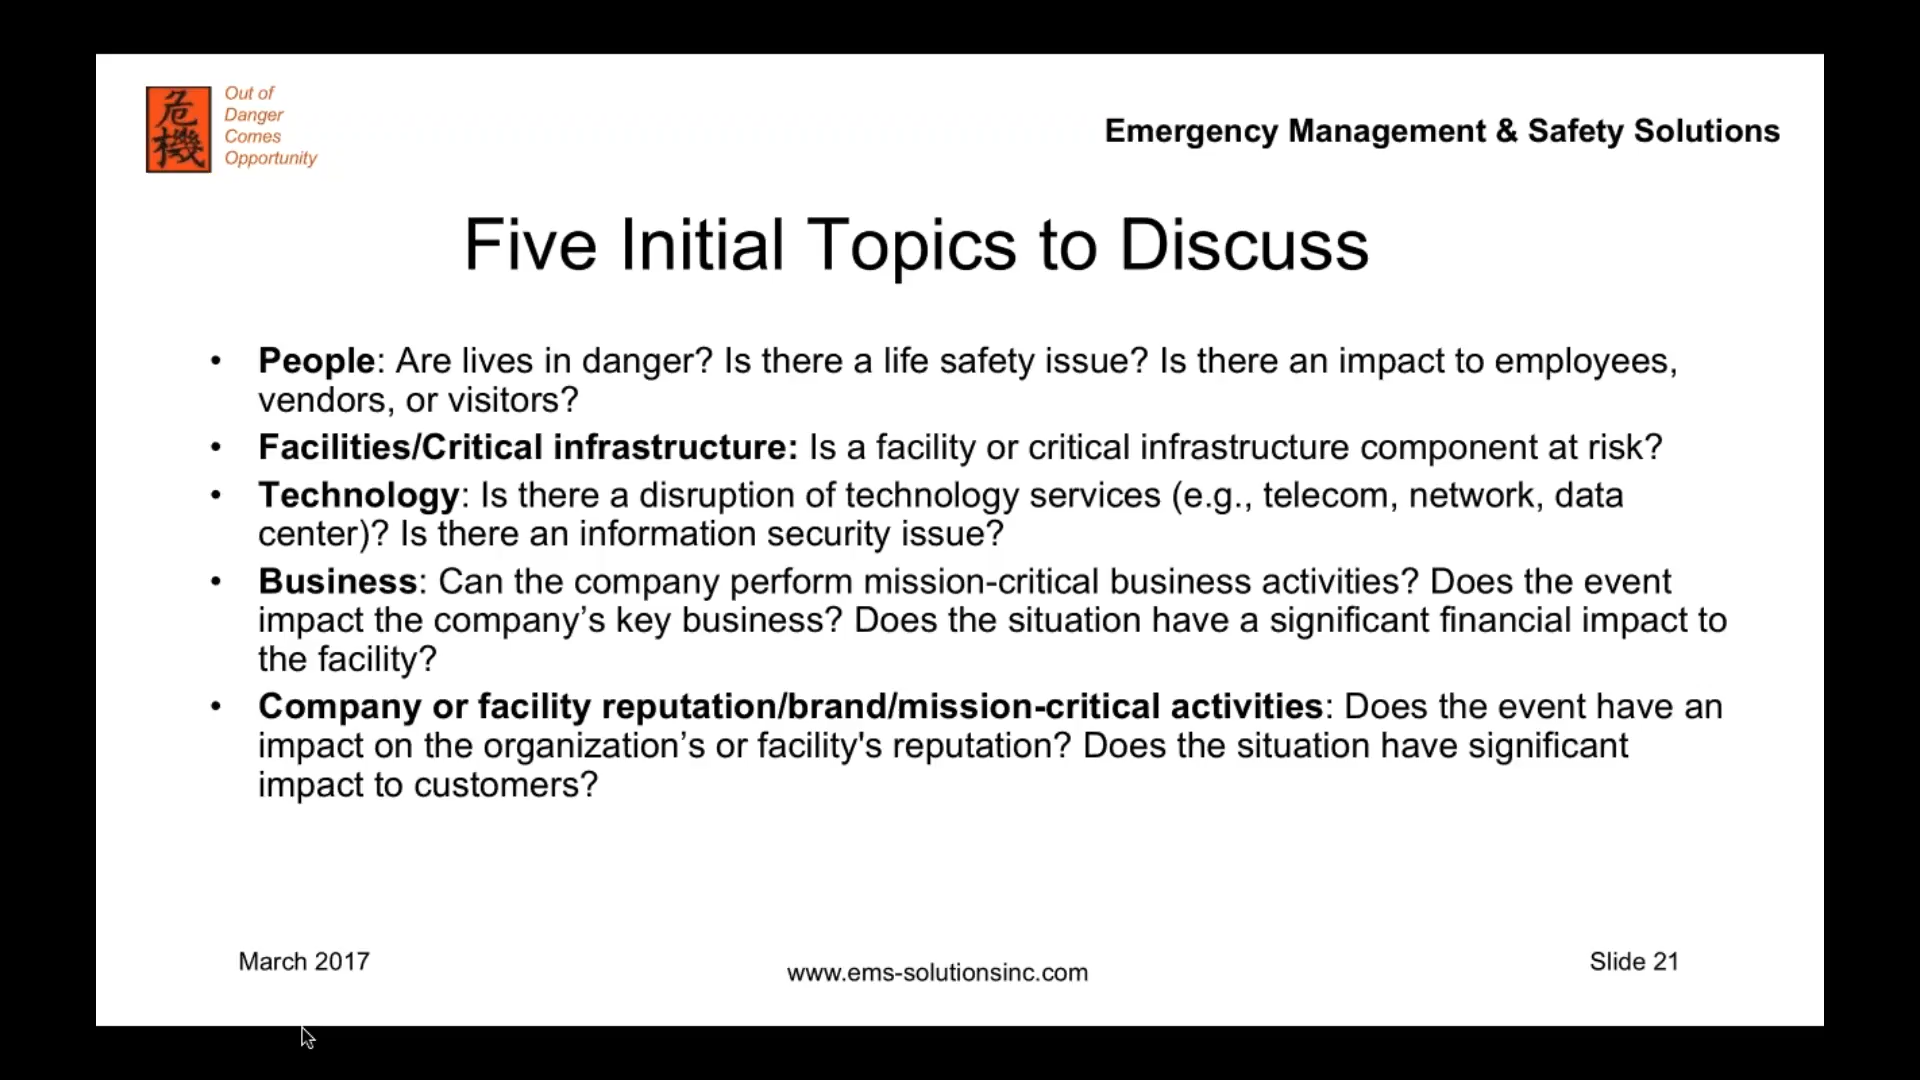 危
機
Out of
Danger
Comes
Opportunity
Emergency Management & Safety Solutions
Five Initial Topics to Discuss
• People: Are lives in danger? Is there a life safety issue? Is there an impact to employees,
vendors, or visitors?
• Facilities/Critical infrastructure: Is a facility or critical infrastructure component at risk?
• Technology: Is there a disruption of technology services (e.g., telecom, network, data
center)? Is there an information security issue?
• Business: Can the company perform mission-critical business activities? Does the event
impact the company’s key business? Does the situation have a significant financial impact to
the facility?
• Company or facility reputation/brand/mission-critical activities: Does the event have an
impact on the organization’s or facility's reputation? Does the situation have significant
impact to customers?
March 2017
www.ems-solutionsinc.com
Slide 21